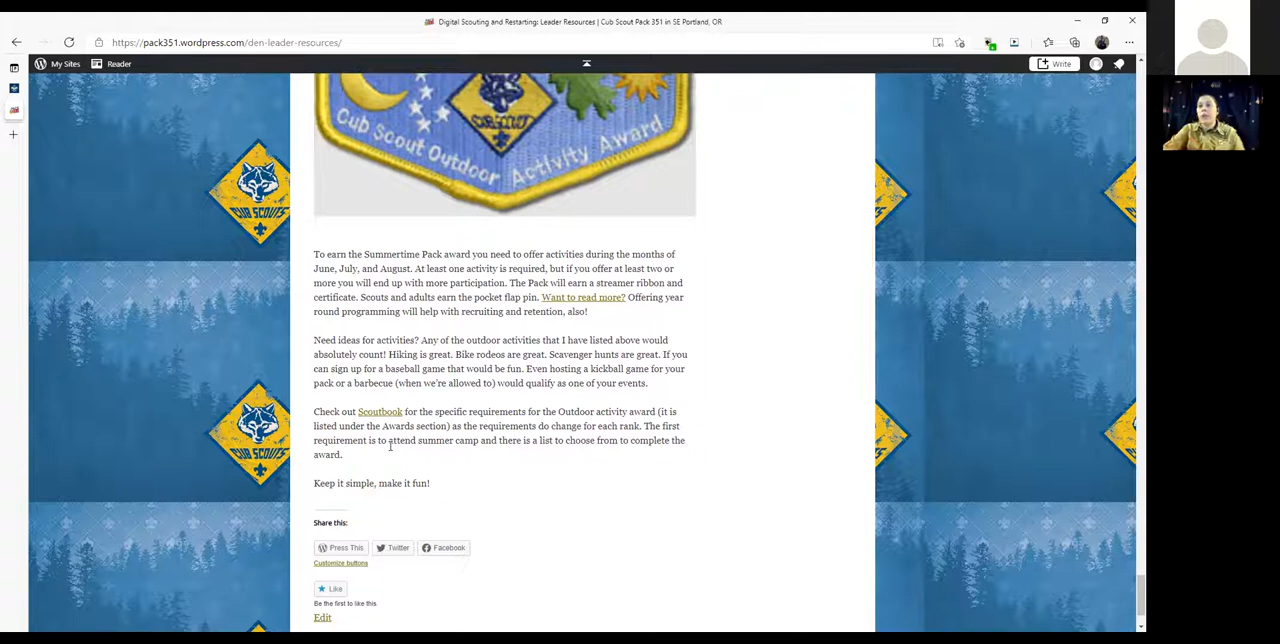 Digital Scouting and Restarting: Leader Resources | Cub Scout Pack 351 in SE Portland, OR
https://pack351.wordpress.com/den-leader-resources/
My Sites Reader Write
CUB SCOUT
Cub Scout Outdoor Activity Award
CUB SCOUTS
To earn the Summertime Pack award you need to offer activities during the months of
June, July, and August. At least one activity is required, but if you offer at least two or
more you will end up with more participation. The Pack will earn a streamer ribbon and
certificate. Scouts and adults earn the pocket flap pin. Want to read more? Offering year
round programming will help with recruiting and retention, also!
Need ideas for activities? Any of the outdoor activities that I have listed above would
absolutely count! Hiking is great. Bike rodeos are great. Scavenger hunts are great. If you
can sign up for a baseball game that would be fun. Even hosting a kickball game for your
pack or a barbecue (when we're allowed to) would qualify as one of your events.
Check out Scoutbook for the specific requirements for the Outdoor activity award (it is
listed under the Awards section) as the requirements do change for each rank. The first
requirement is to attend summer camp and there is a list to choose from to complete the
award.
CUB SCOUTS
Keep it simple, make it fun!
Share this:
Press This Twitter Facebook
Customize buttons
Like
Be the first to like this
Edit